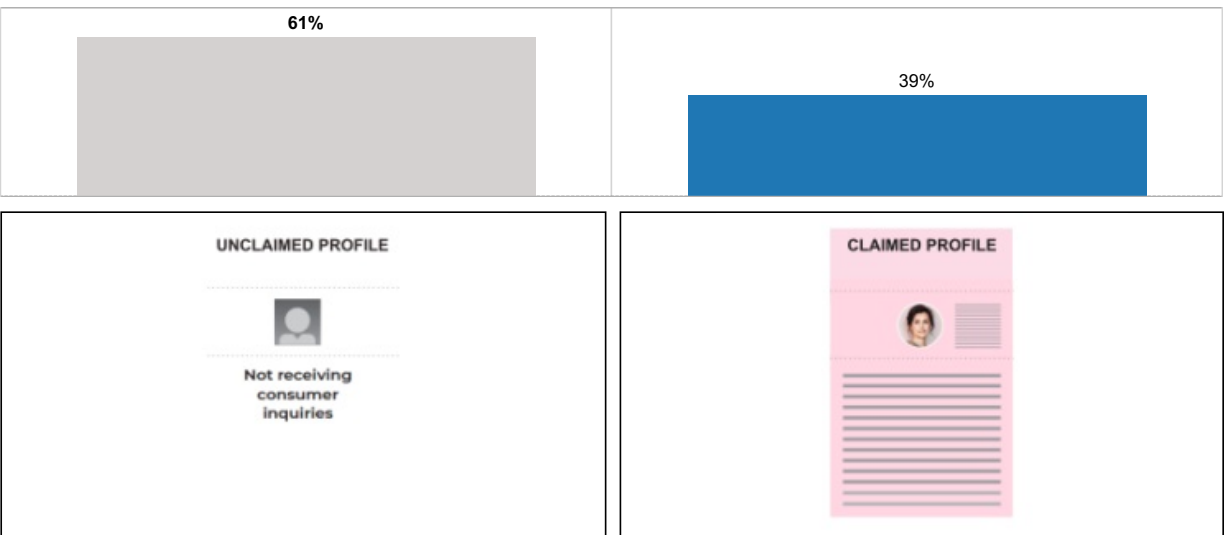 61%
39%
UNCLAIMED PROFILE
Not receiving
consumer
inquiries
CLAIMED PROFILE